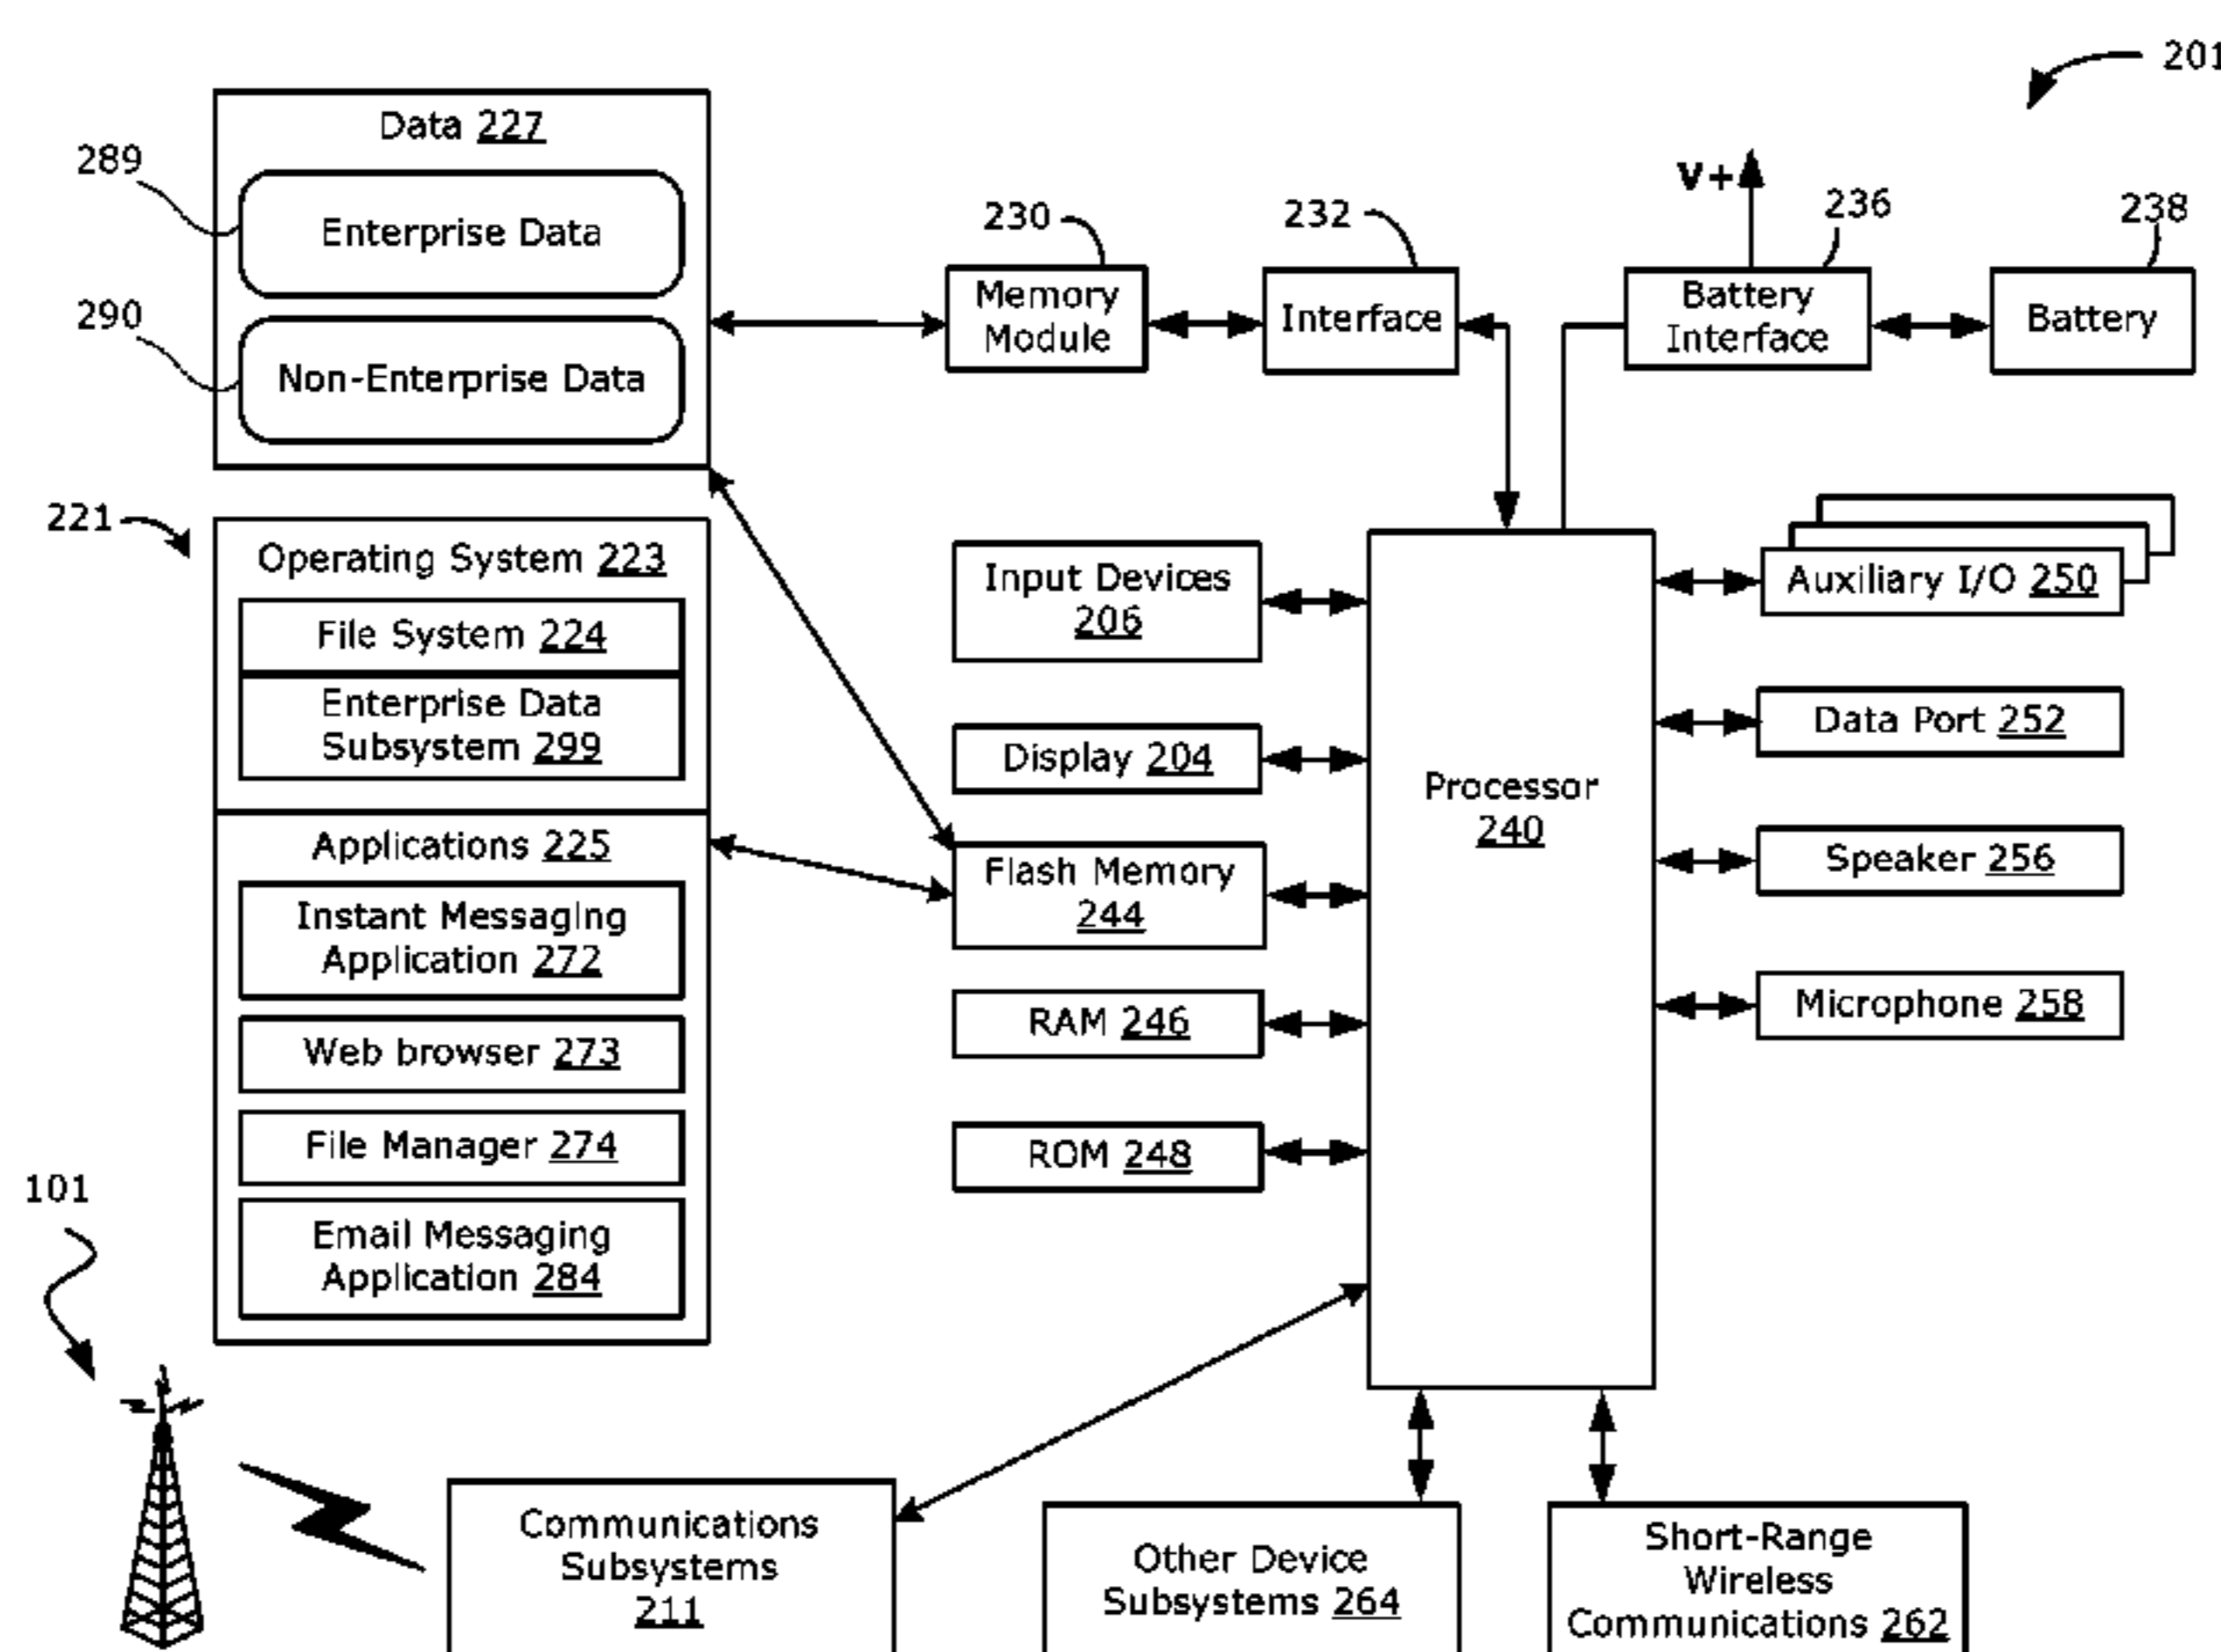 201
Data 227
289
Enterprise Data
290
Non-Enterprise Data
230
Memory
Module
232
Interface
V+
236
Battery
Interface
238
Battery
221
Operating System 223
File System 224
Enterprise Data
Subsystem 299
Applications 225
Instant Messaging
Application 272
Web browser 273
File Manager 274
Email Messaging
Application 284
Input Devices
206
Display 204
Flash Memory
244
RAM 246
ROM 248
Processor
240
Auxiliary I/O 250
Data Port 252
Speaker 256
Microphone 258
101
Communications
Subsystems
211
Other Device
Subsystems 264
Short-Range
Wireless
Communications 262